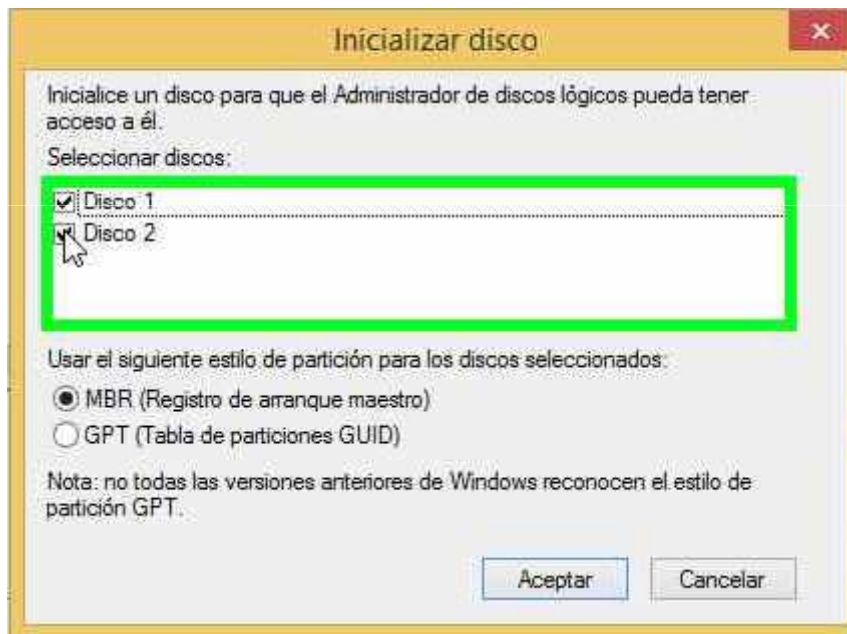 Inicializar disco
Inicialice un disco para que el Administrador de discos lógicos pueda tener
acceso a él.
Seleccionar discos:
Disco 1
Disco 2
Usar el siguiente estilo de partición para los discos seleccionados:
MBR (Registro de arranque maestro)
GPT (Tabla de particiones GUID)
Nota: no todas las versiones anteriores de Windows reconocen el estilo de
partición GPT.
Aceptar Cancelar